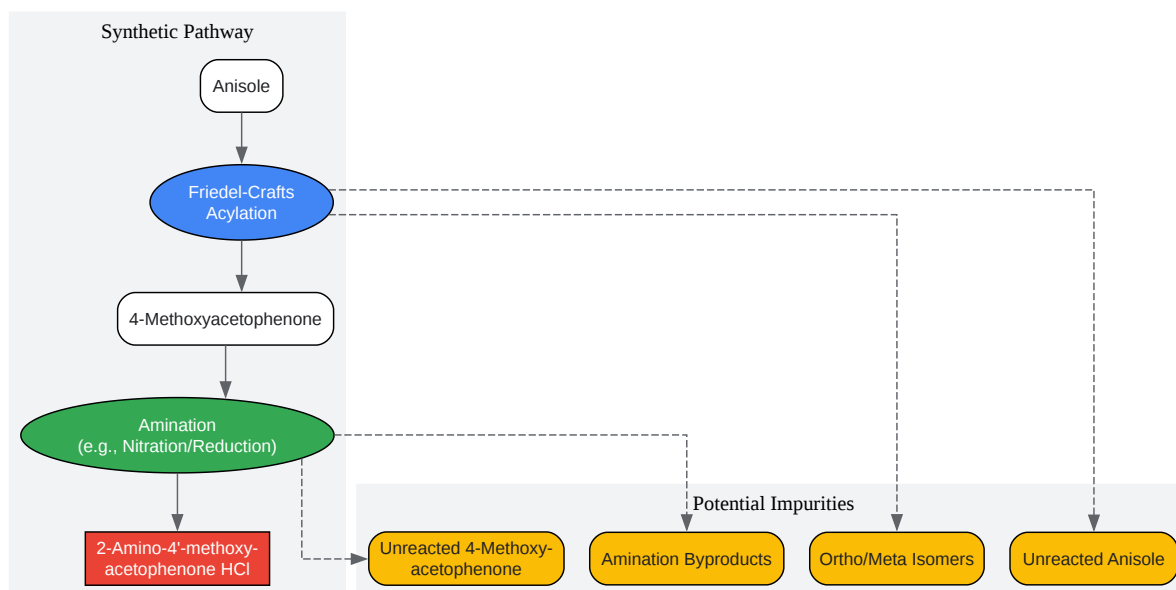 Synthetic Pathway
Anisole
Friedel-Crafts
Acylation
4-Methoxyacetophenone
Amination
(e.g., Nitration/Reduction)
2-Amino-4'-methoxy-
acetophenone HCl
Potential Impurities
Unreacted 4-Methoxy-
acetophenone
Amination Byproducts
Ortho/Meta Isomers
Unreacted Anisole